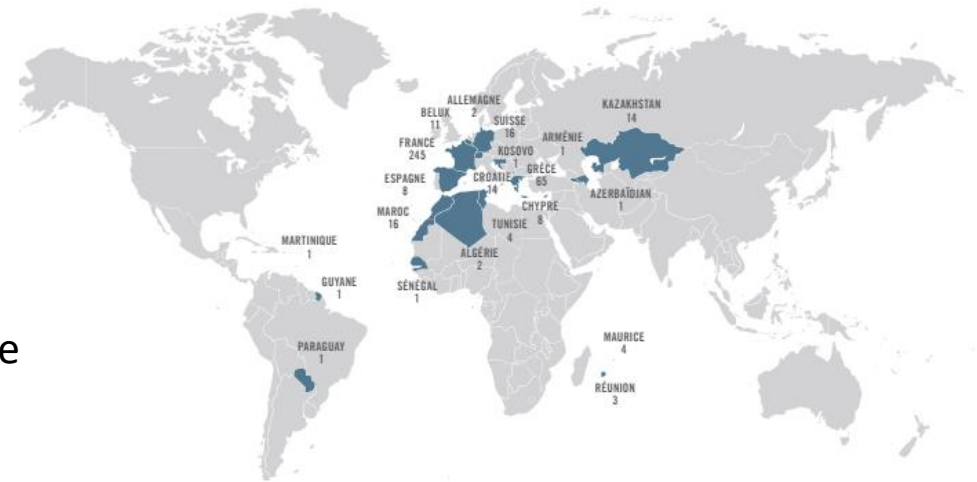 ALLEMAGNE
2
BELUX
11
SUISSE
16
KAZAKHSTAN
14
FRANCE
245
ARMÉNIE
1
KOSOVO
1
GRÈCE
65
ESPAGNE
8
CROATIE
14
AZERBAÏDJAN
1
CHYPRE
8
MAROC
16
TUNISIE
4
ALGÉRIE
2
MARTINIQUE
1
GUYANE
1
SÉNÉGAL
1
e
PARAGUAY
1
MAURICE
4
RÉUNION
3